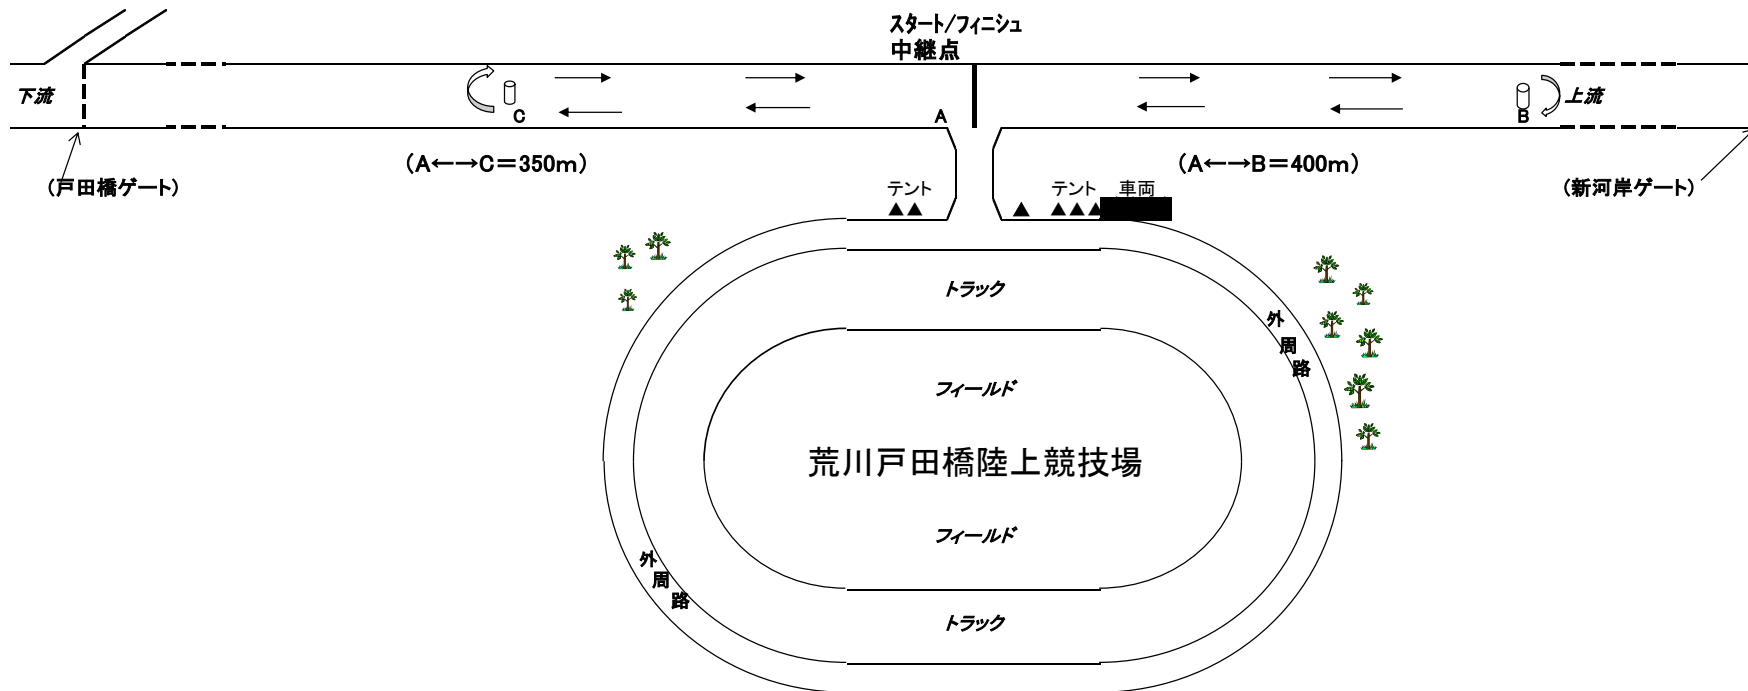 スタート/フィニシュ
中継点
下流
C
A
B
上流
（A←→C＝350m）
（A←→B＝400m）
（戸田橋ゲート）
テント
テント
車両
（新河岸ゲート）
トラック
外周路
フィールド
荒川戸田橋陸上競技場
フィールド
外周路
トラック